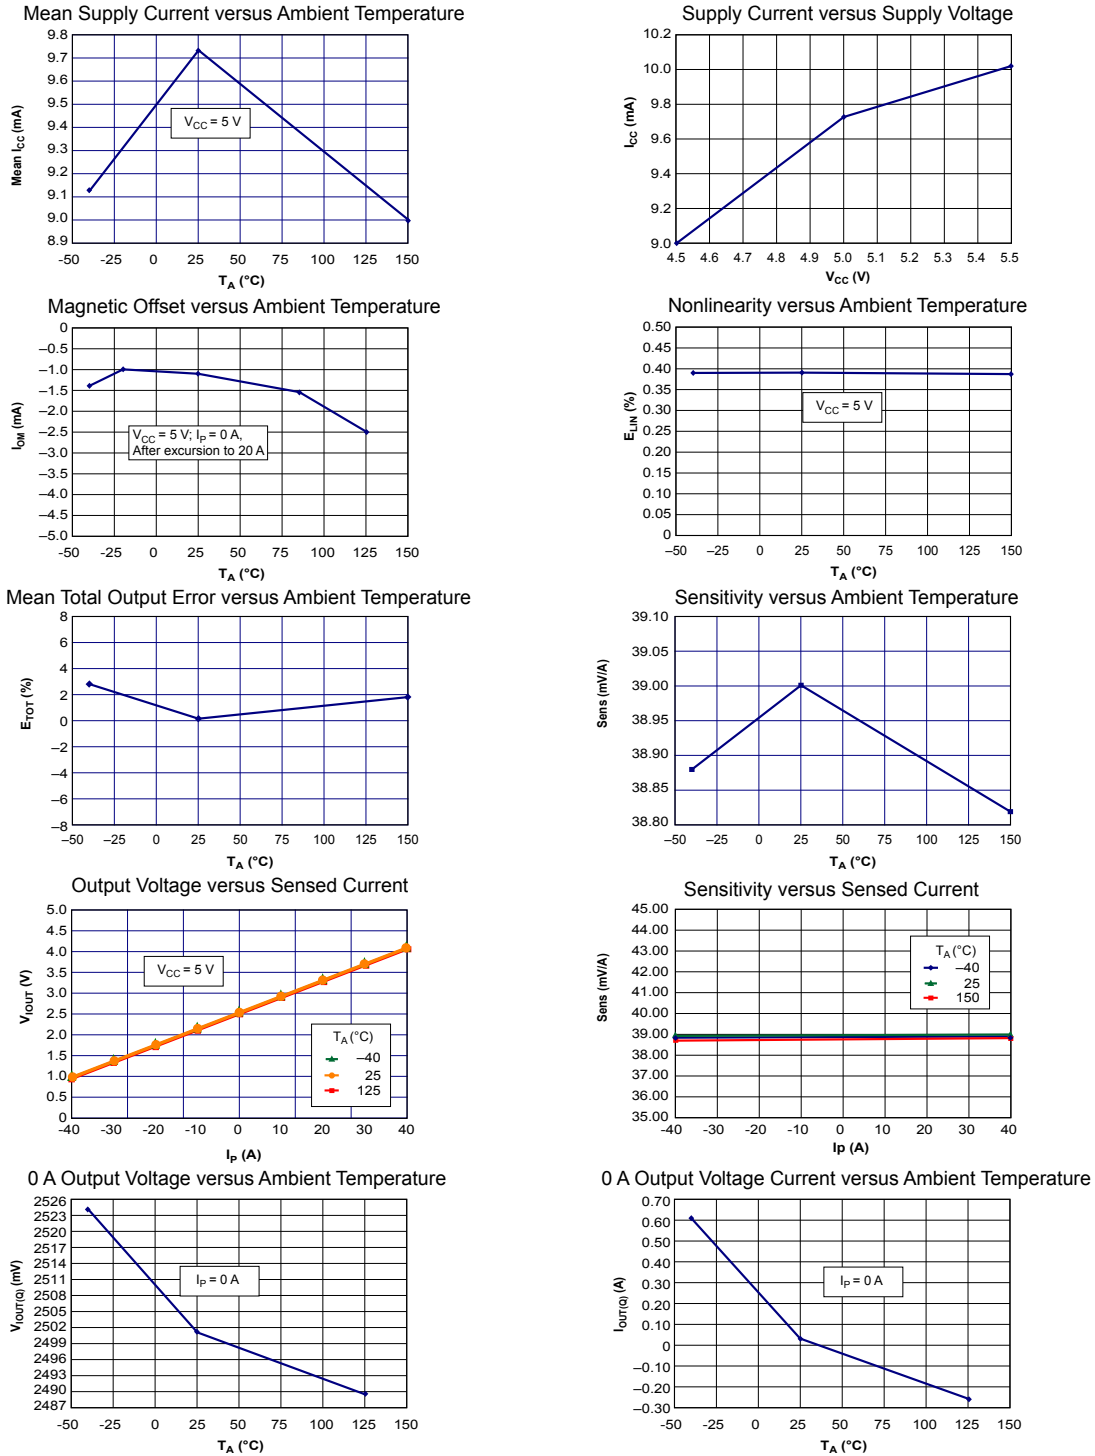 Mean Supply Current versus Ambient Temperature
Mean I_CC (mA)
9.8
9.7
9.6
9.5
9.4
9.3
9.2
9.1
9.0
8.9
V_CC = 5 V
-50 -25 0 25 50 75 100 125 150
T_A (°C)
Supply Current versus Supply Voltage
I_CC (mA)
10.2
10.0
9.8
9.6
9.4
9.2
9.0
4.5 4.6 4.7 4.8 4.9 5.0 5.1 5.2 5.3 5.4 5.5
V_CC (V)
Magnetic Offset versus Ambient Temperature
I_OM (mA)
0
–0.5
–1.0
–1.5
–2.0
–2.5
–3.0
–3.5
–4.0
–4.5
–5.0
V_CC = 5 V; I_P = 0 A,
After excursion to 20 A
-50 -25 0 25 50 75 100 125 150
T_A (°C)
Nonlinearity versus Ambient Temperature
E_LIN (%)
0.50
0.45
0.40
0.35
0.30
0.25
0.20
0.15
0.10
0.05
0
V_CC = 5 V
–50 –25 0 25 50 75 100 125 150
T_A (°C)
Mean Total Output Error versus Ambient Temperature
E_TOT (%)
8
6
4
2
0
–2
–4
–6
–8
–50 –25 0 25 50 75 100 125 150
T_A (°C)
Sensitivity versus Ambient Temperature
Sens (mV/A)
39.10
39.05
39.00
38.95
38.90
38.85
38.80
–50 –25 0 25 50 75 100 125 150
T_A (°C)
Output Voltage versus Sensed Current
V_IOUT (V)
5.0
4.5
4.0
3.5
3.0
2.5
2.0
1.5
1.0
0.5
0
V_CC = 5 V
T_A (°C)
–40
25
125
-40 -30 -20 -10 0 10 20 30 40
I_P (A)
Sensitivity versus Sensed Current
Sens (mV/A)
45.00
44.00
43.00
42.00
41.00
40.00
39.00
38.00
37.00
36.00
35.00
T_A (°C)
–40
25
150
-40 -30 -20 -10 0 10 20 30 40
Ip (A)
0 A Output Voltage versus Ambient Temperature
V_IOUT(Q) (mV)
2526
2523
2520
2517
2514
2511
2508
2505
2502
2499
2496
2493
2490
2487
I_P = 0 A
-50 -25 0 25 50 75 100 125 150
T_A (°C)
0 A Output Voltage Current versus Ambient Temperature
I_OUT(Q) (A)
0.70
0.60
0.50
0.40
0.30
0.20
0.10
0
–0.10
–0.20
–0.30
I_P = 0 A
-50 -25 0 25 50 75 100 125 150
T_A (°C)